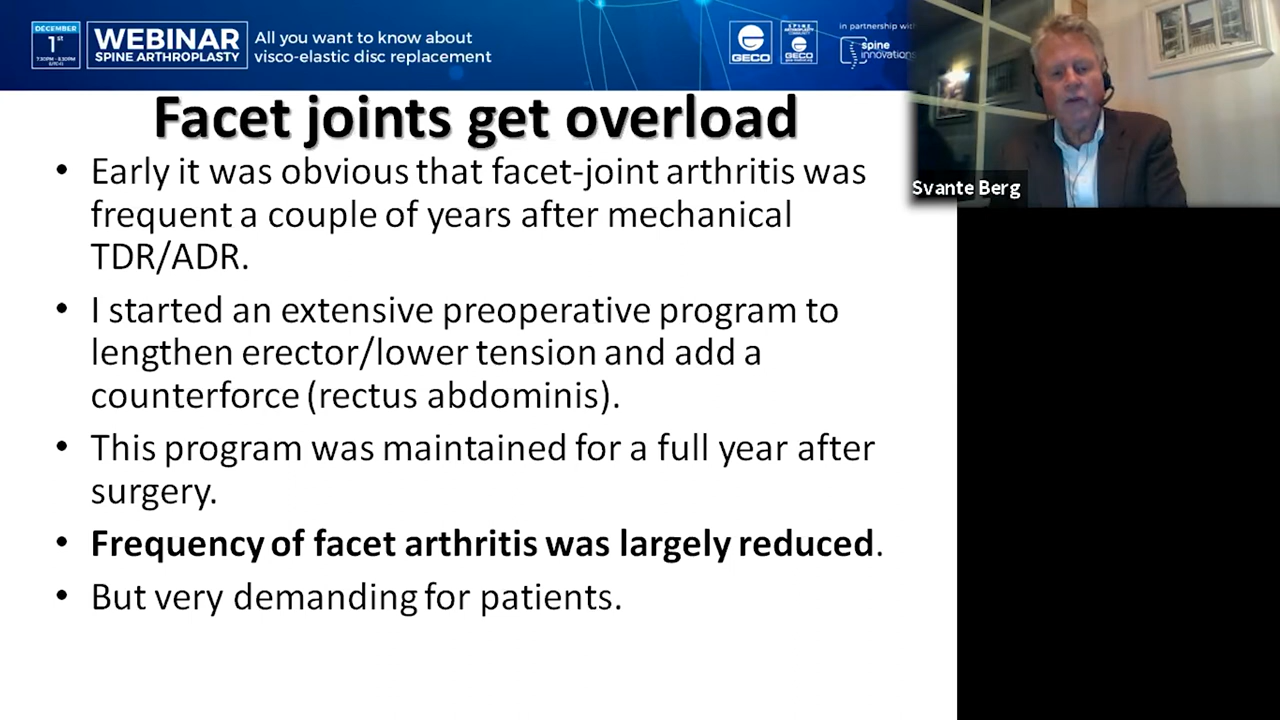 DECEMBER
1st
WEBINAR
SPINE ARTHROPLASTY
All you want to know about
visco-elastic disc replacement
GECO
GECO
in partnership with
spine
innovations
Svante Berg
Facet joints get overload
• Early it was obvious that facet-joint arthritis was
frequent a couple of years after mechanical
TDR/ADR.
• I started an extensive preoperative program to
lengthen erector/lower tension and add a
counterforce (rectus abdominis).
• This program was maintained for a full year after
surgery.
• Frequency of facet arthritis was largely reduced.
• But very demanding for patients.